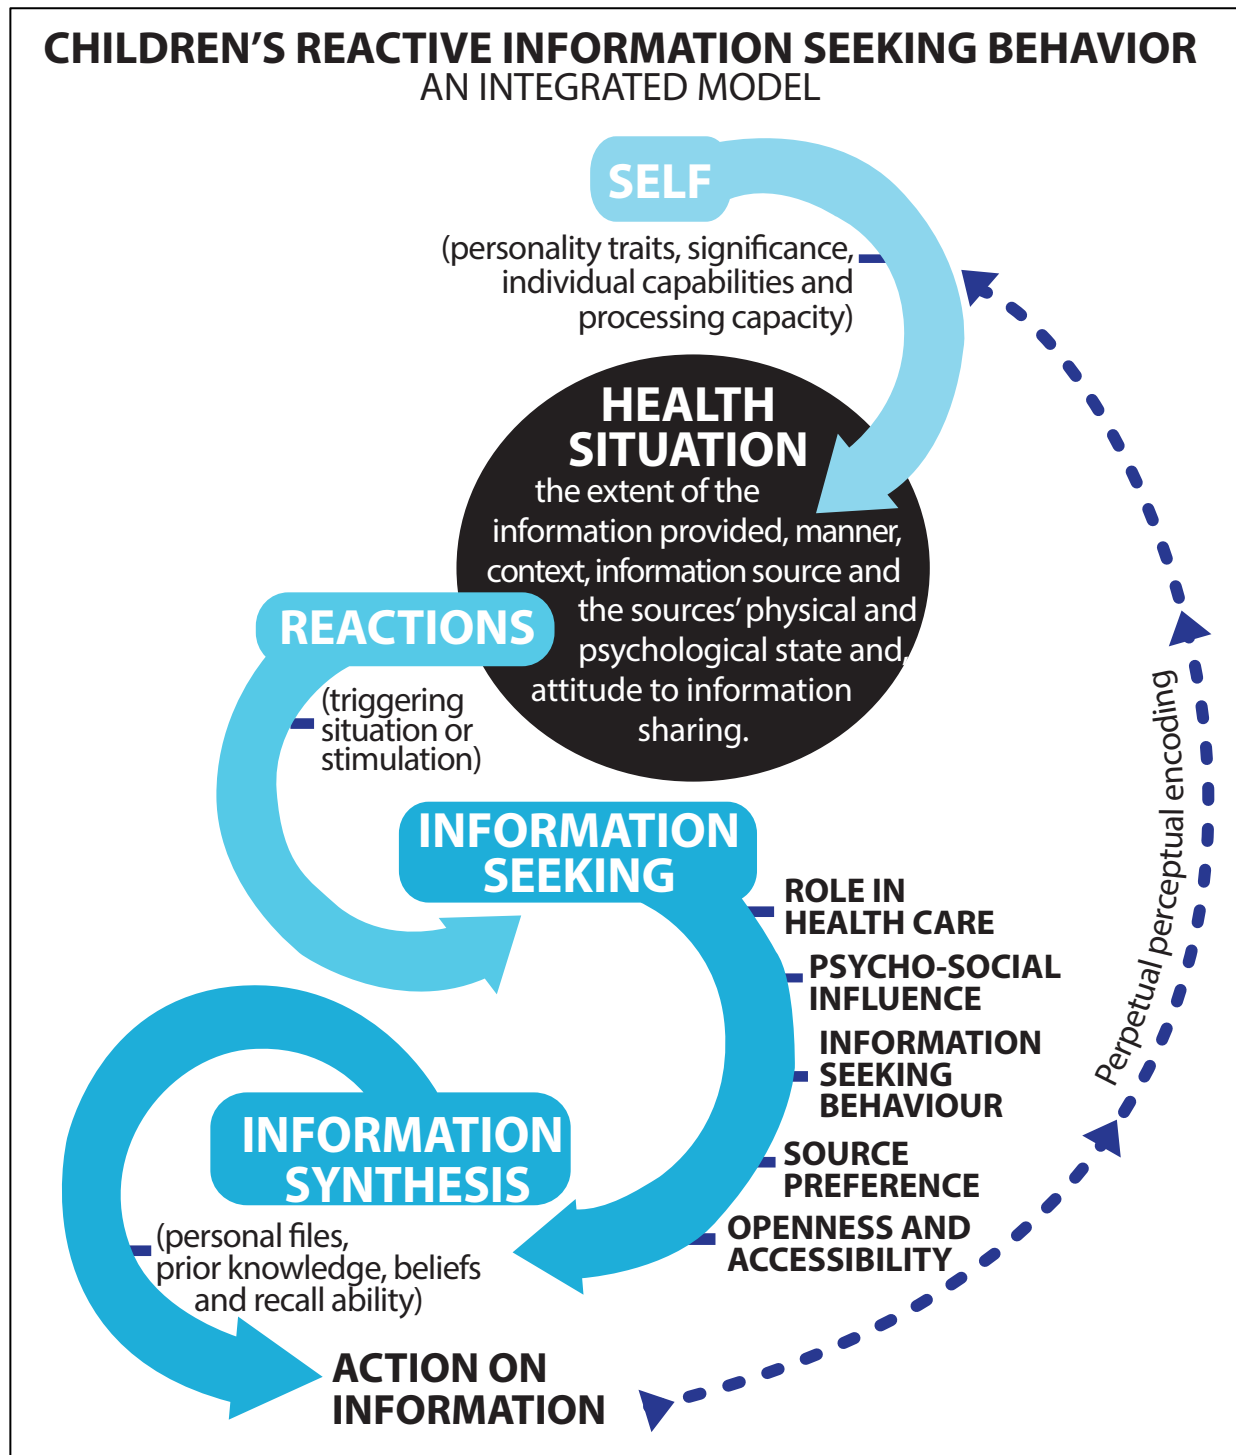 CHILDREN’S REACTIVE INFORMATION SEEKING BEHAVIOR
AN INTEGRATED MODEL
SELF
(personality traits, significance,
individual capabilities and
processing capacity)
HEALTH
SITUATION
the extent of the
information provided, manner,
context, information source and
the sources’ physical and
psychological state and,
attitude to information
sharing.
REACTIONS
(triggering
situation or
stimulation)
INFORMATION
SEEKING
ROLE IN
HEALTH CARE
PSYCHO-SOCIAL
INFLUENCE
INFORMATION
SEEKING
BEHAVIOUR
SOURCE
PREFERENCE
OPENNESS AND
ACCESSIBILITY
INFORMATION
SYNTHESIS
(personal files,
prior knowledge, beliefs
and recall ability)
ACTION ON
INFORMATION
Perpetual perceptual encoding